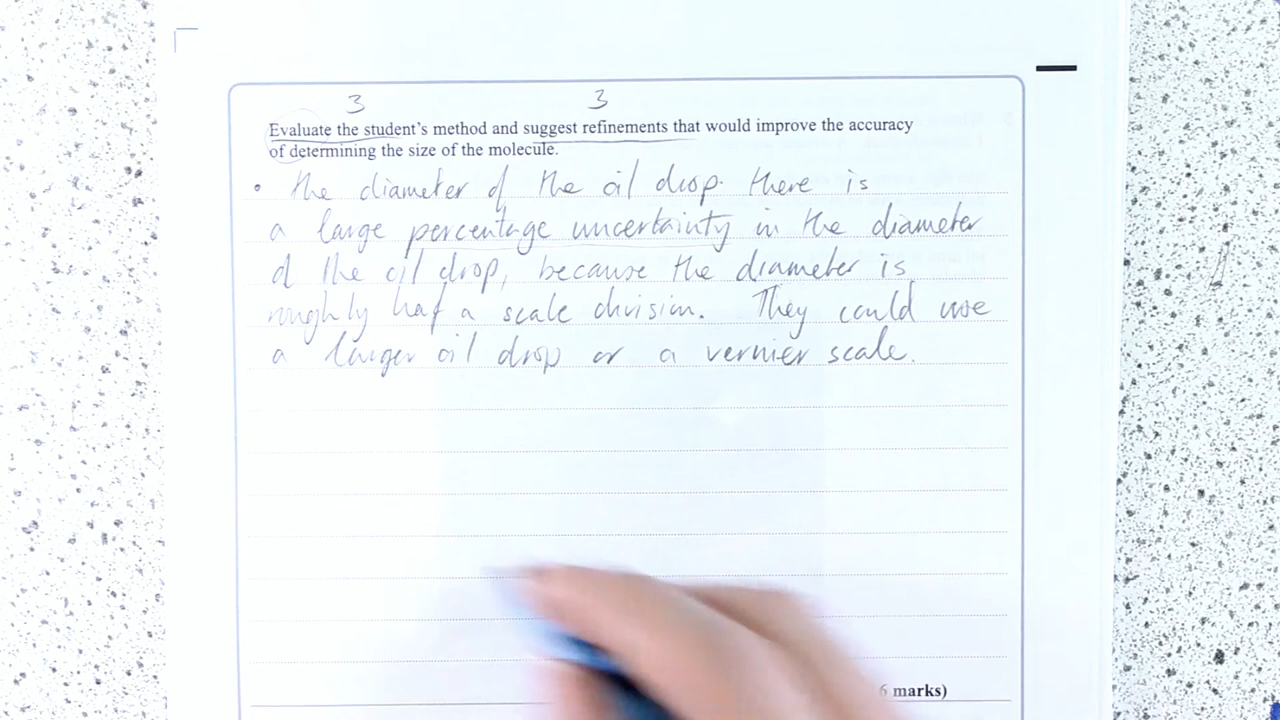 3 3
Evaluate the student's method and suggest refinements that would improve the accuracy
of determining the size of the molecule.
• the diameter of the oil drop. there is
a large percentage uncertainty in the diameter
of the oil drop, because the diameter is
roughly half a scale division. They could use
a larger oil drop or a vernier scale.
6 marks)